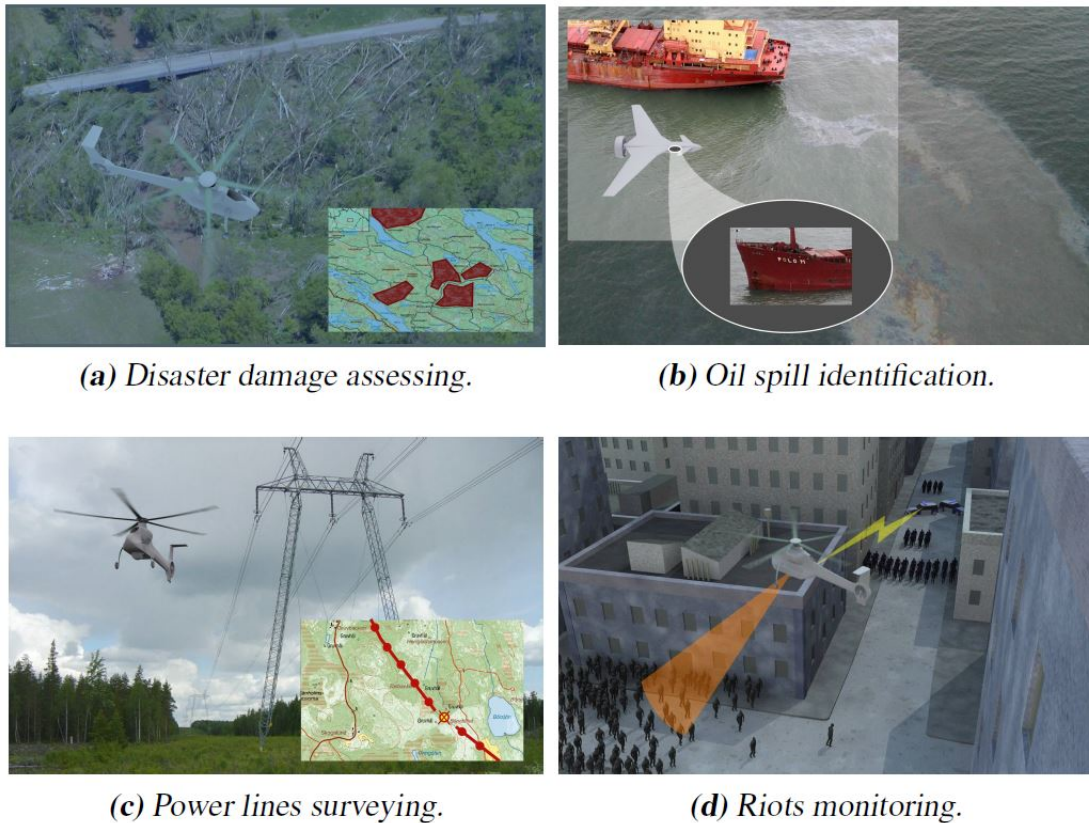 (a) Disaster damage assessing.
(b) Oil spill identification.
(c) Power lines surveying.
(d) Riots monitoring.